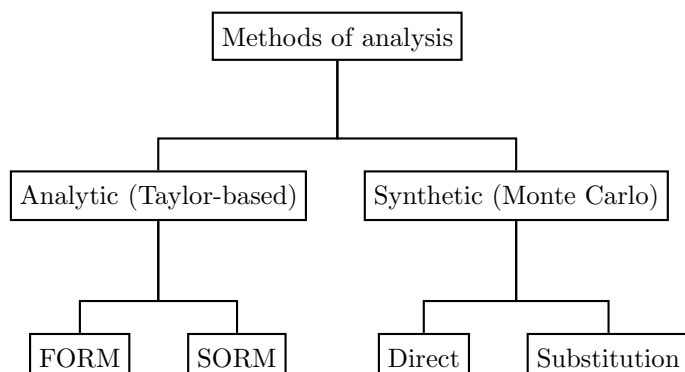 Methods of analysis
Analytic (Taylor-based)
Synthetic (Monte Carlo)
FORM
SORM
Direct
Substitution